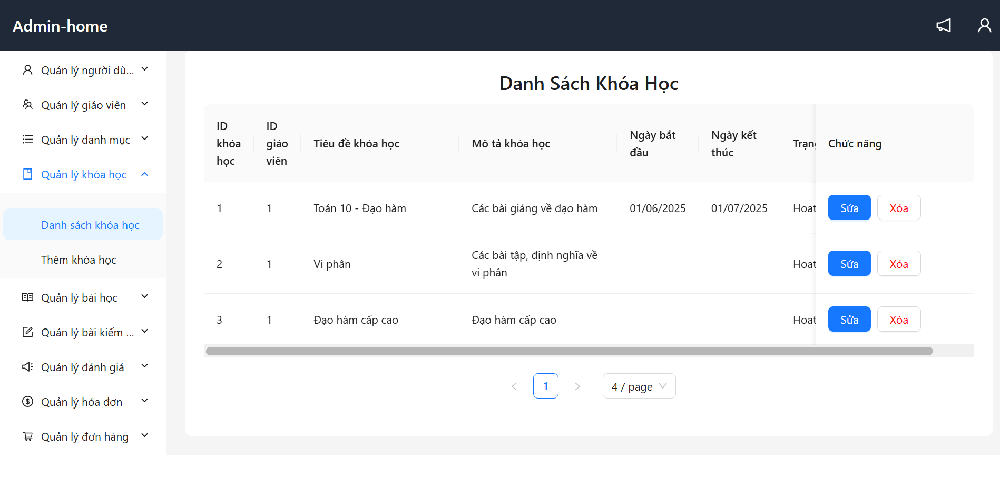 Admin-home
Quản lý người dù...
Quản lý giáo viên
Quản lý danh mục
Quản lý khóa học
Danh sách khóa học
Thêm khóa học
Quản lý bài học
Quản lý bài kiểm ...
Quản lý đánh giá
Quản lý hóa đơn
Quản lý đơn hàng
Danh Sách Khóa Học
ID khóa học
ID giáo viên
Tiêu đề khóa học
Mô tả khóa học
Ngày bắt đầu
Ngày kết thúc
Trạng
Chức năng
1 1 Toán 10 - Đạo hàm Các bài giảng về đạo hàm 01/06/2025 01/07/2025 Hoạt Sửa Xóa
2 1 Vi phân Các bài tập, định nghĩa về vi phân Hoạt Sửa Xóa
3 1 Đạo hàm cấp cao Đạo hàm cấp cao Hoạt Sửa Xóa
1
4 / page